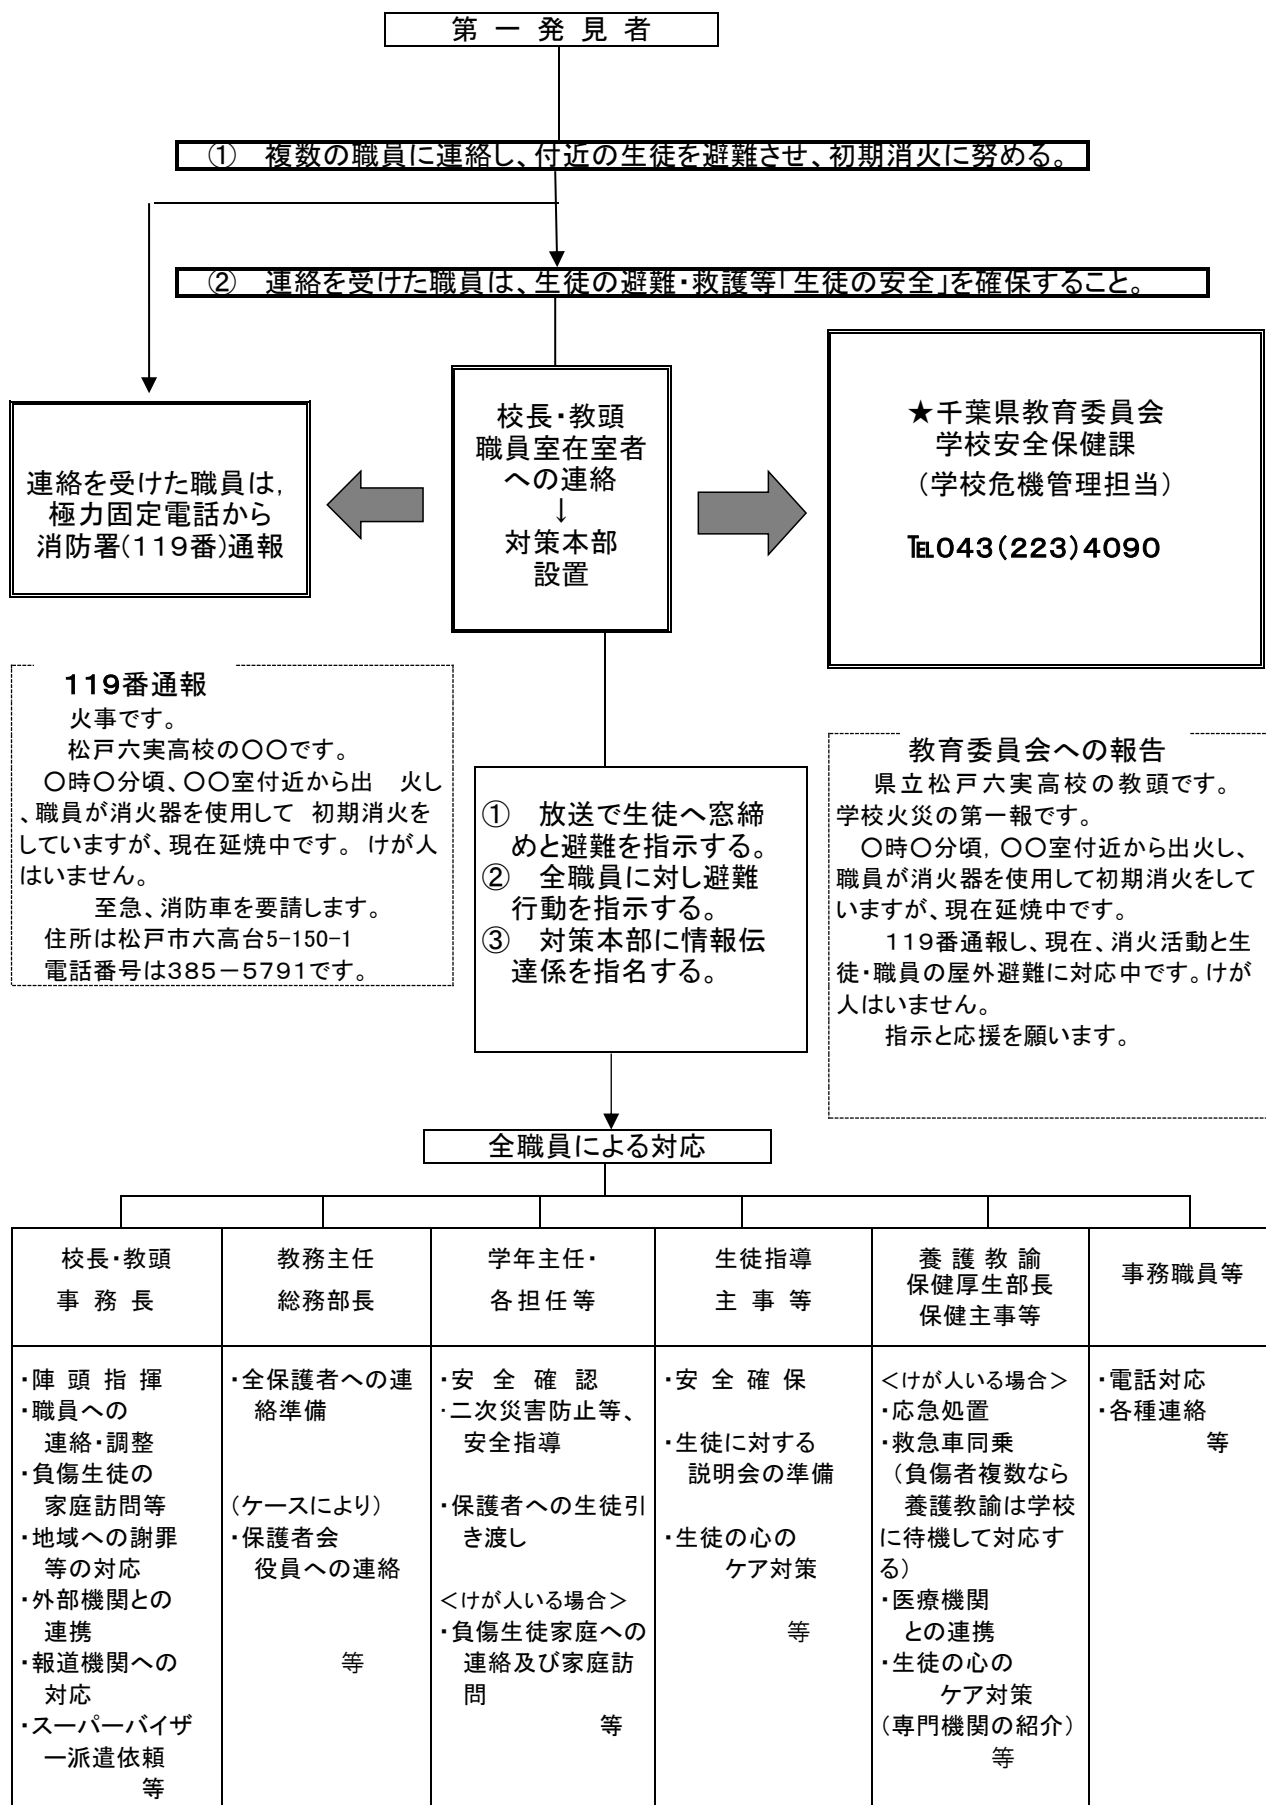 第一発見者
① 複数の職員に連絡し、付近の生徒を避難させ、初期消火に努める。
② 連絡を受けた職員は、生徒の避難・救護等「生徒の安全」を確保すること。
連絡を受けた職員は，
極力固定電話から
消防署(119番)通報
校長・教頭
職員室在室者
への連絡
↓
対策本部
設置
★千葉県教育委員会
学校安全保健課
（学校危機管理担当）
℡043(223)4090
119番通報
火事です。
松戸六実高校の○○です。
○時○分頃、○○室付近から出 火し
、職員が消火器を使用して 初期消火を
していますが、現在延焼中です。 けが人
はいません。
至急、消防車を要請します。
住所は松戸市六高台5-150-1
電話番号は385－5791です。
① 放送で生徒へ窓締
めと避難を指示する。
② 全職員に対し避難
行動を指示する。
③ 対策本部に情報伝
達係を指名する。
教育委員会への報告
県立松戸六実高校の教頭です。
学校火災の第一報です。
○時○分頃，○○室付近から出火し、
職員が消火器を使用して初期消火をして
いますが、現在延焼中です。
119番通報し、現在、消火活動と生
徒・職員の屋外避難に対応中です。けが
人はいません。
指示と応援を願います。
全職員による対応
校長・教頭
事務長
教務主任
総務部長
学年主任・
各担任等
生徒指導
主事等
養護教諭
保健厚生部長
保健主事等
事務職員等
・陣頭指揮
・職員への
連絡・調整
・負傷生徒の
家庭訪問等
・地域への謝罪
等の対応
・外部機関との
連携
・報道機関への
対応
・スーパーバイザ
ー派遣依頼
等
・全保護者への連
絡準備
（ケースにより）
・保護者会
役員への連絡
等
・安全確認
・二次災害防止等、
安全指導
・保護者への生徒引
き渡し
＜けが人いる場合＞
・負傷生徒家庭への
連絡及び家庭訪
問
等
・安全確保
・生徒に対する
説明会の準備
・生徒の心の
ケア対策
等
＜けが人いる場合＞
・応急処置
・救急車同乗
（負傷者複数なら
養護教諭は学校
に待機して対応す
る）
・医療機関
との連携
・生徒の心の
ケア対策
（専門機関の紹介）
等
・電話対応
・各種連絡
等